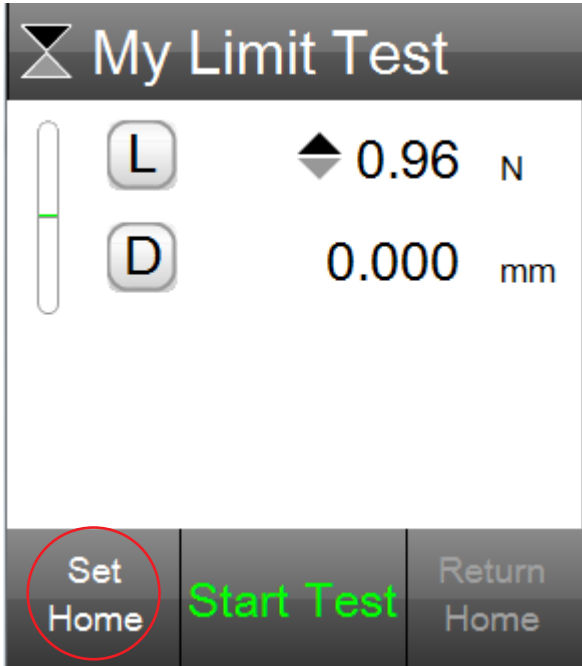 My Limit Test
L 0.96 N
D 0.000 mm
Set Home
Start Test
Return Home